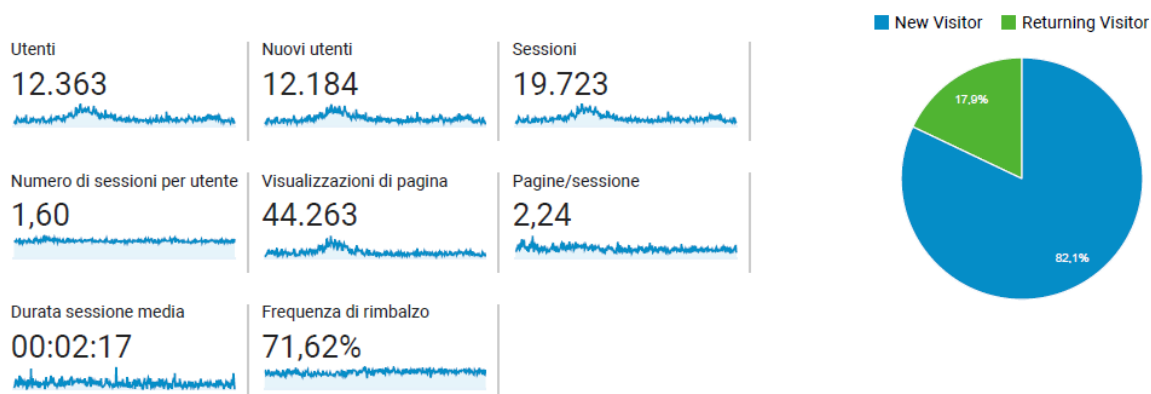 New Visitor
Returning Visitor
Utenti
12.363
Nuovi utenti
12.184
Sessioni
19.723
Numero di sessioni per utente
1,60
Visualizzazioni di pagina
44.263
Pagine/sessione
2,24
Durata sessione media
00:02:17
Frequenza di rimbalzo
71,62%
17,9%
82,1%